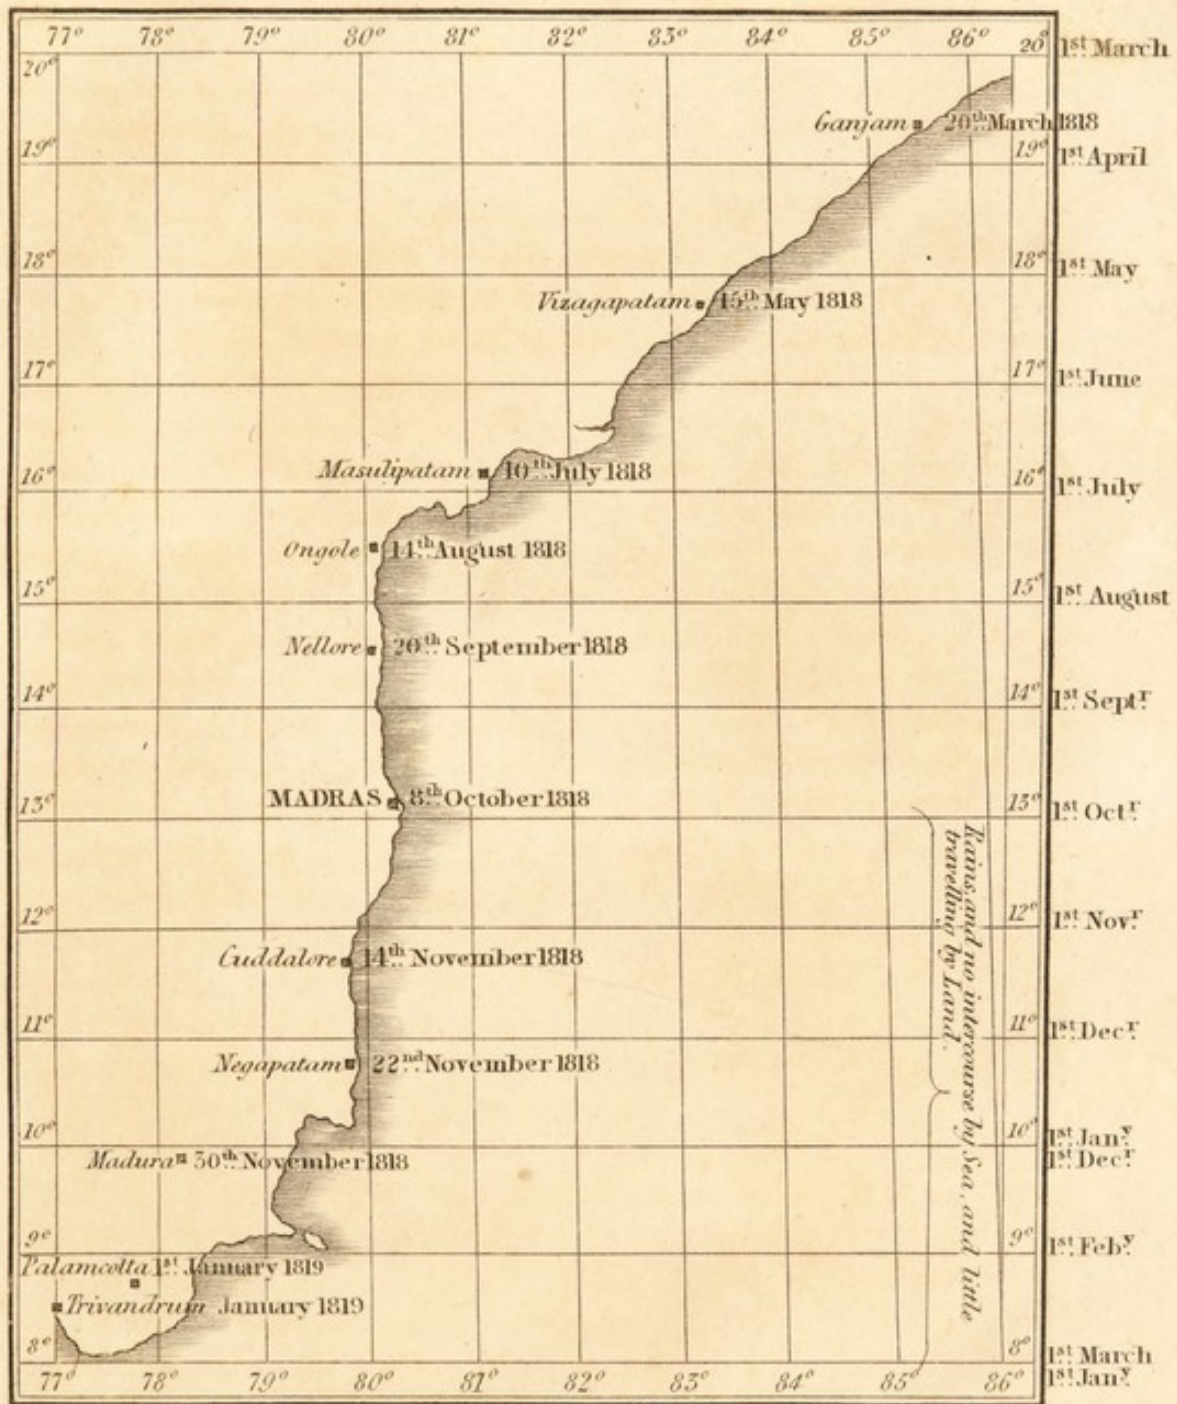 77° 78° 79° 80° 81° 82° 83° 84° 85° 86°
20° 20° 1st March
Ganjam 20th March 1818
19° 19° 1st April
18° 18° 1st May
Vizagapatam 15th May 1818
17° 17° 1st June
Masulipatam 10th July 1818
16° 16° 1st July
Ongole 14th August 1818
15° 15° 1st August
Nellore 20th September 1818
14° 14° 1st Septr
MADRAS 8th October 1818
13° 13° 1st Octr
Rains, and no intercourse by Sea, and little
travelling by Land.
12° 12° 1st Novr
Cuddalore 14th November 1818
11° 11° 1st Decr
Negapatam 22nd November 1818
10° 10° 1st Jany
Madura 30th November 1818 1st Decr
9° 9° 1st Feby
Palamcotta 1st January 1819
Trivandrum January 1819
8° 8° 1st March
77° 78° 79° 80° 81° 82° 83° 84° 85° 86° 1st Jany